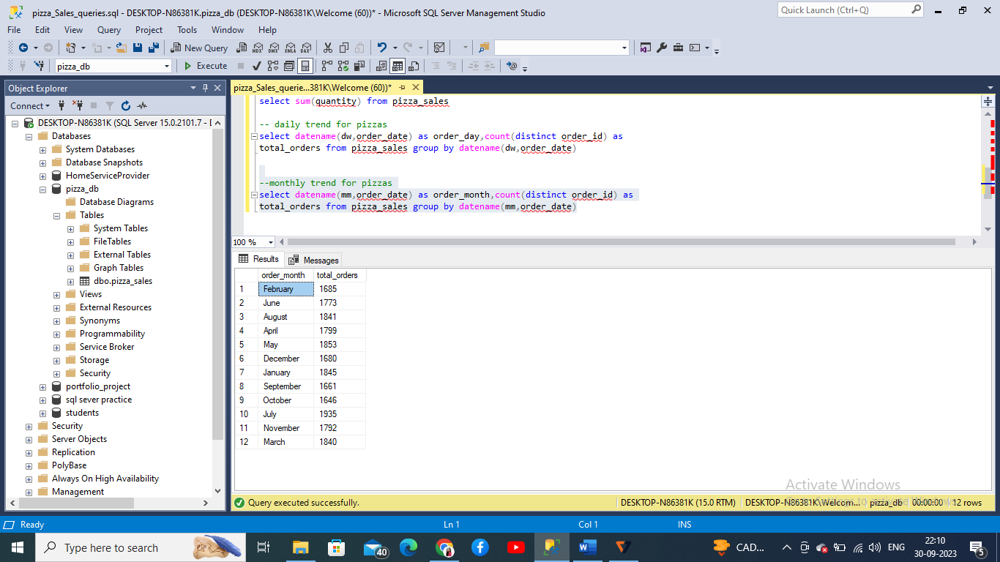 pizza_Sales_queries.sql - DESKTOP-N86381K.pizza_db (DESKTOP-N86381K\Welcome (60))* - Microsoft SQL Server Management Studio
Quick Launch (Ctrl+Q)
File Edit View Query Project Tools Window Help
New Query MDX DMX XMLA DAX
pizza_db Execute
Object Explorer
Connect
DESKTOP-N86381K (SQL Server 15.0.2101.7 - D
Databases
System Databases
Database Snapshots
HomeServiceProvider
pizza_db
Database Diagrams
Tables
System Tables
FileTables
External Tables
Graph Tables
dbo.pizza_sales
Views
External Resources
Synonyms
Programmability
Service Broker
Storage
Security
portfolio_project
sql sever practice
students
Security
Server Objects
Replication
PolyBase
Always On High Availability
Management
pizza_Sales_querie...381K\Welcome (60))*
select sum(quantity) from pizza_sales
-- daily trend for pizzas
select datename(dw,order_date) as order_day,count(distinct order_id) as
total_orders from pizza_sales group by datename(dw,order_date)
--monthly trend for pizzas
select datename(mm,order_date) as order_month,count(distinct order_id) as
total_orders from pizza_sales group by datename(mm,order_date)
100 %
Results Messages
order_month total_orders
1 February 1685
2 June 1773
3 August 1841
4 April 1799
5 May 1853
6 December 1680
7 January 1845
8 September 1661
9 October 1646
10 July 1935
11 November 1792
12 March 1840
Activate Windows
Go to Settings to activate Windows.
Query executed successfully.
DESKTOP-N86381K (15.0 RTM) DESKTOP-N86381K\Welcom... pizza_db 00:00:00 12 rows
Ready Ln 1 Col 1 INS
Type here to search
40
CAD...
ENG
22:10
30-09-2023
5